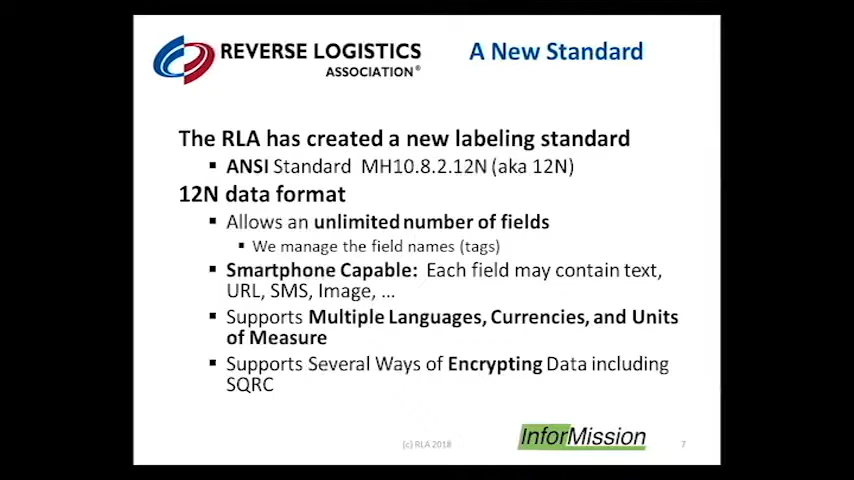 REVERSE LOGISTICS
ASSOCIATION®
A New Standard
The RLA has created a new labeling standard
▪ ANSI Standard MH10.8.2.12N (aka 12N)
12N data format
▪ Allows an unlimited number of fields
▪ We manage the field names (tags)
▪ Smartphone Capable: Each field may contain text,
URL, SMS, Image, ...
▪ Supports Multiple Languages, Currencies, and Units
of Measure
▪ Supports Several Ways of Encrypting Data including
SQRC
(c) RLA 2018
InforMission
7